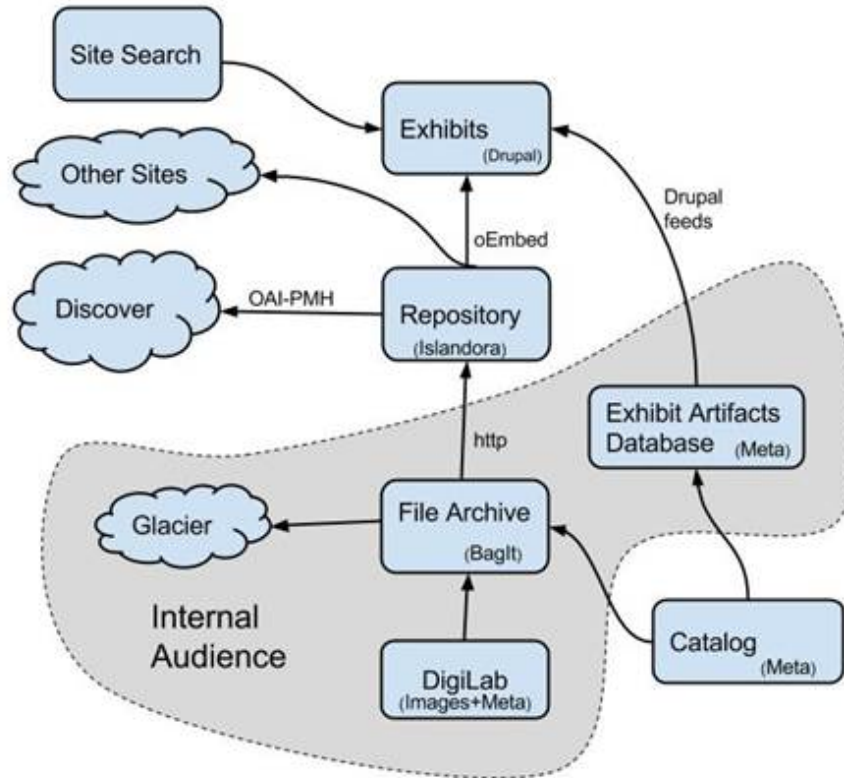 Site Search
Exhibits
(Drupal)
Other Sites
Drupal
feeds
oEmbed
Discover
OAI-PMH
Repository
(Islandora)
Exhibit Artifacts
Database (Meta)
http
Glacier
File Archive
(BagIt)
Internal
Audience
Catalog
(Meta)
DigiLab
(Images+Meta)